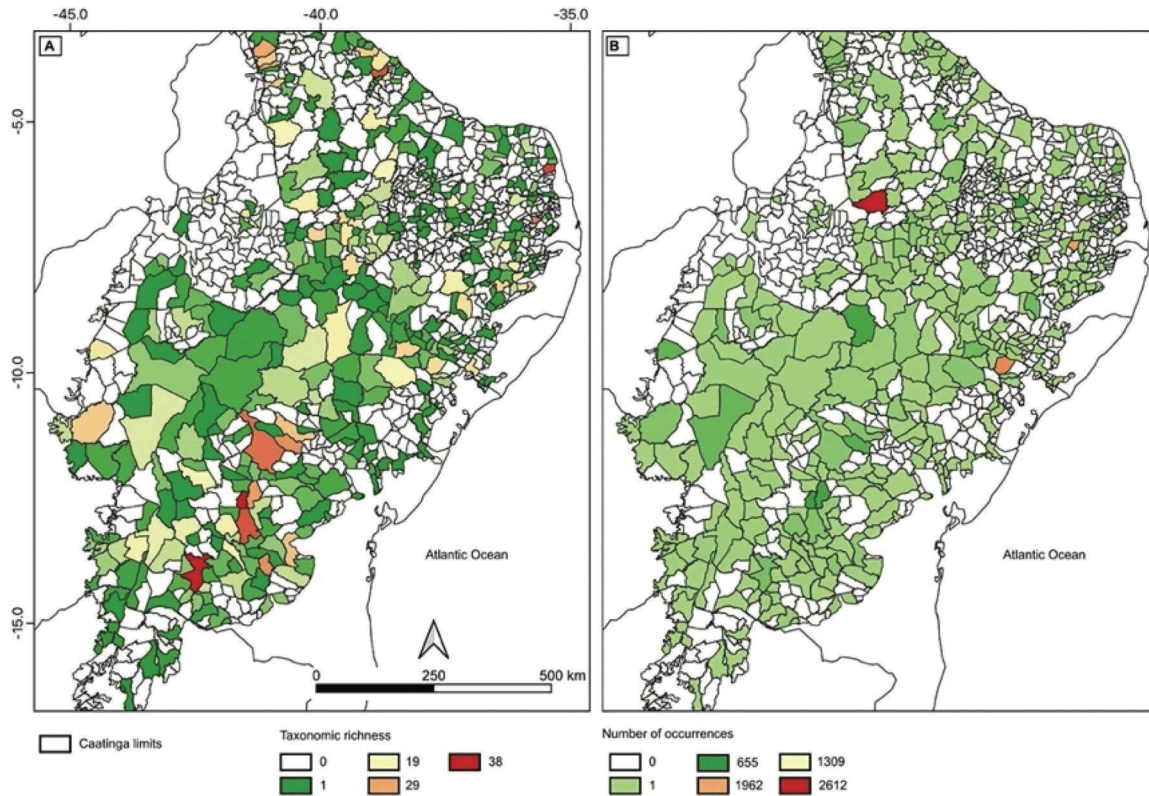 -45.0
-40.0
-35.0
A
B
-5.0
-10.0
-15.0
Atlantic Ocean
Atlantic Ocean
0
250
500 km
Caatinga limits
Taxonomic richness
0
19
38
1
29
Number of occurrences
0
655
1309
1
1962
2612